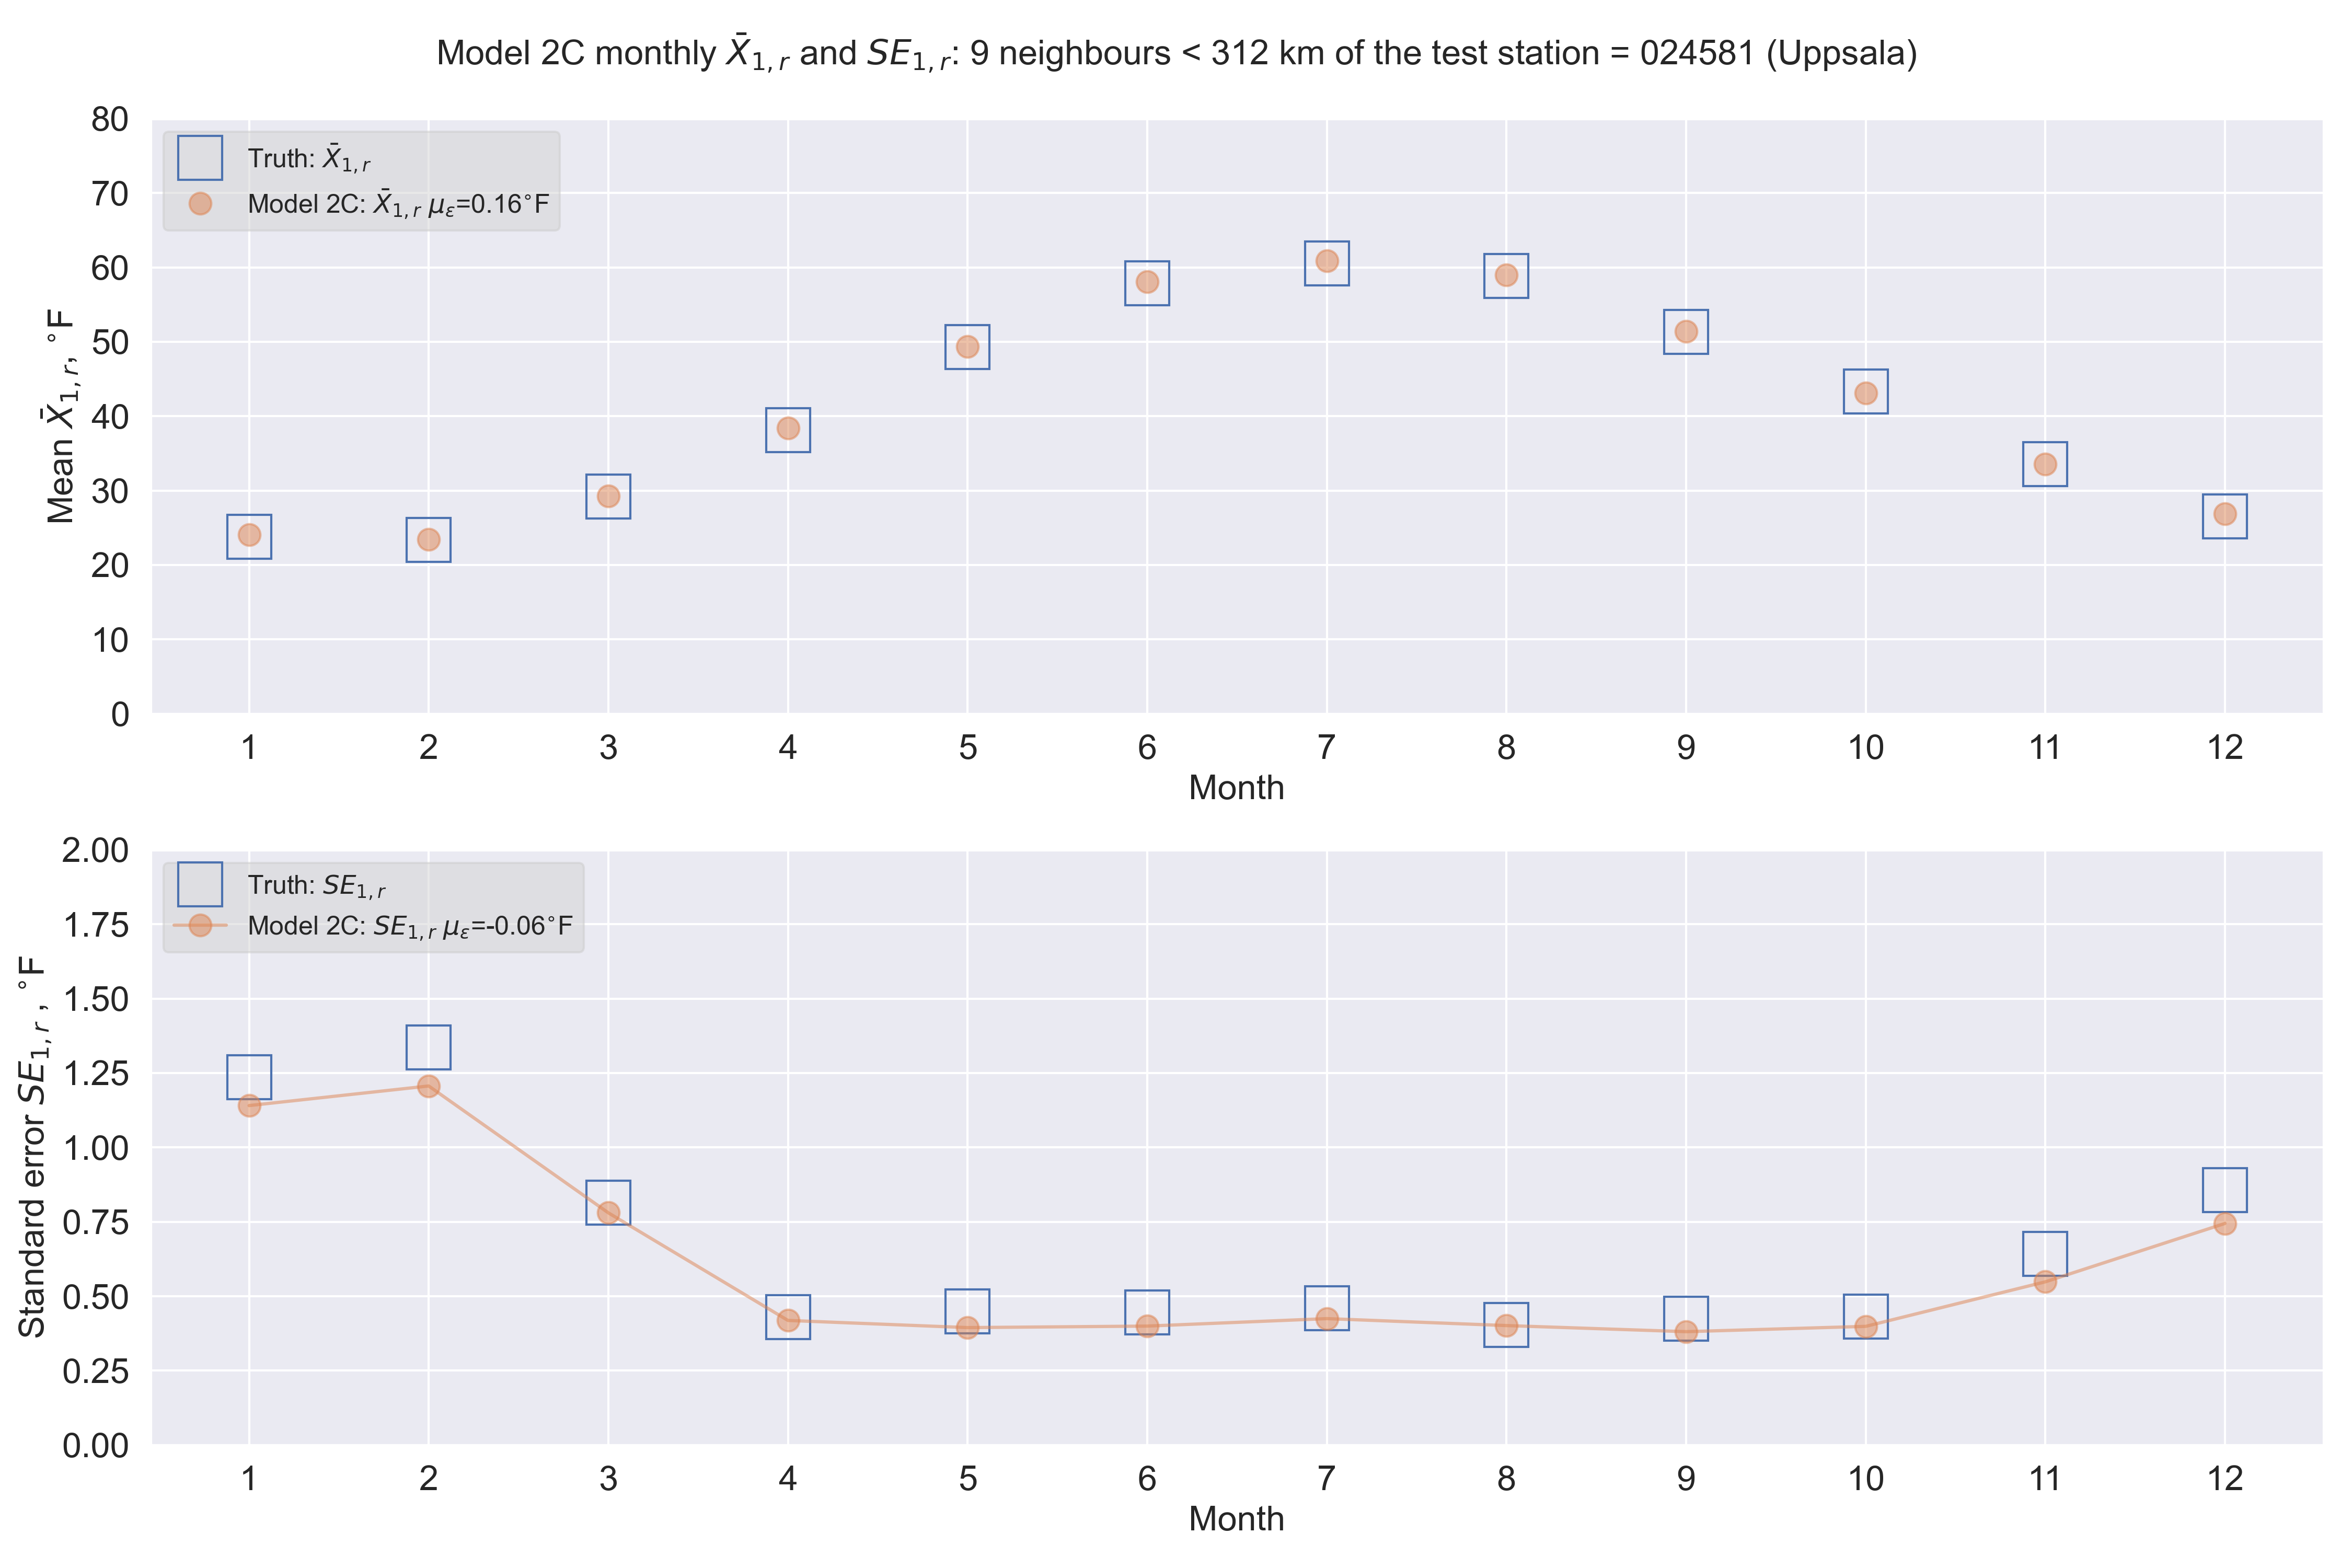 Model 2C monthly X̄₁,ᵣ and SE₁,ᵣ: 9 neighbours < 312 km of the test station = 024581 (Uppsala)
80
70
60
50
40
30
20
10
0
Mean X̄₁,ᵣ, °F
Truth: X̄₁,ᵣ
Model 2C: X̄₁,ᵣ με=0.16°F
1 2 3 4 5 6 7 8 9 10 11 12
Month
2.00
1.75
1.50
1.25
1.00
0.75
0.50
0.25
0.00
Standard error SE₁,ᵣ, °F
Truth: SE₁,ᵣ
Model 2C: SE₁,ᵣ με=-0.06°F
1 2 3 4 5 6 7 8 9 10 11 12
Month